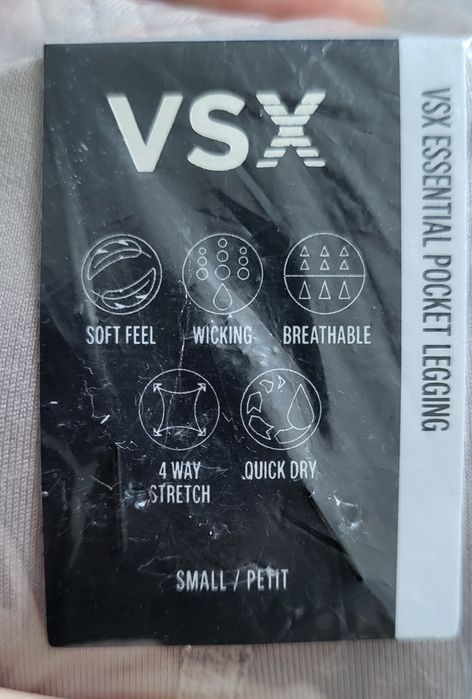 VSX
SOFT FEEL
WICKING
BREATHABLE
4 WAY
STRETCH
QUICK DRY
SMALL / PETIT
VSX ESSENTIAL POCKET LEGGING